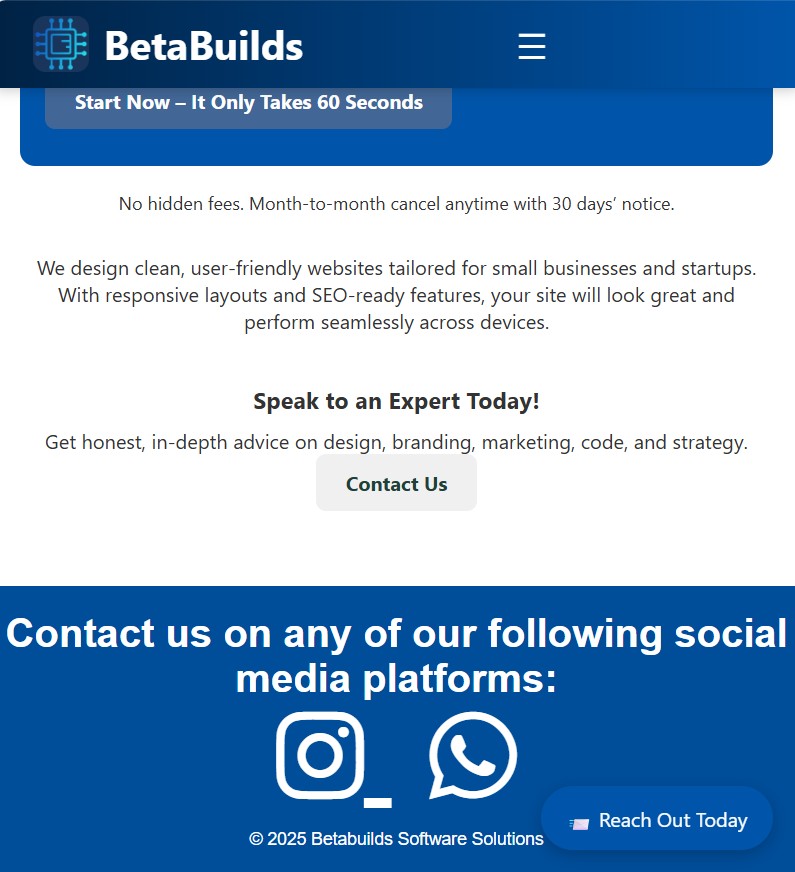 BetaBuilds
Start Now – It Only Takes 60 Seconds
No hidden fees. Month-to-month cancel anytime with 30 days’ notice.
We design clean, user-friendly websites tailored for small businesses and startups.
With responsive layouts and SEO-ready features, your site will look great and
perform seamlessly across devices.
Speak to an Expert Today!
Get honest, in-depth advice on design, branding, marketing, code, and strategy.
Contact Us
Contact us on any of our following social
media platforms:
© 2025 Betabuilds Software Solutions
Reach Out Today